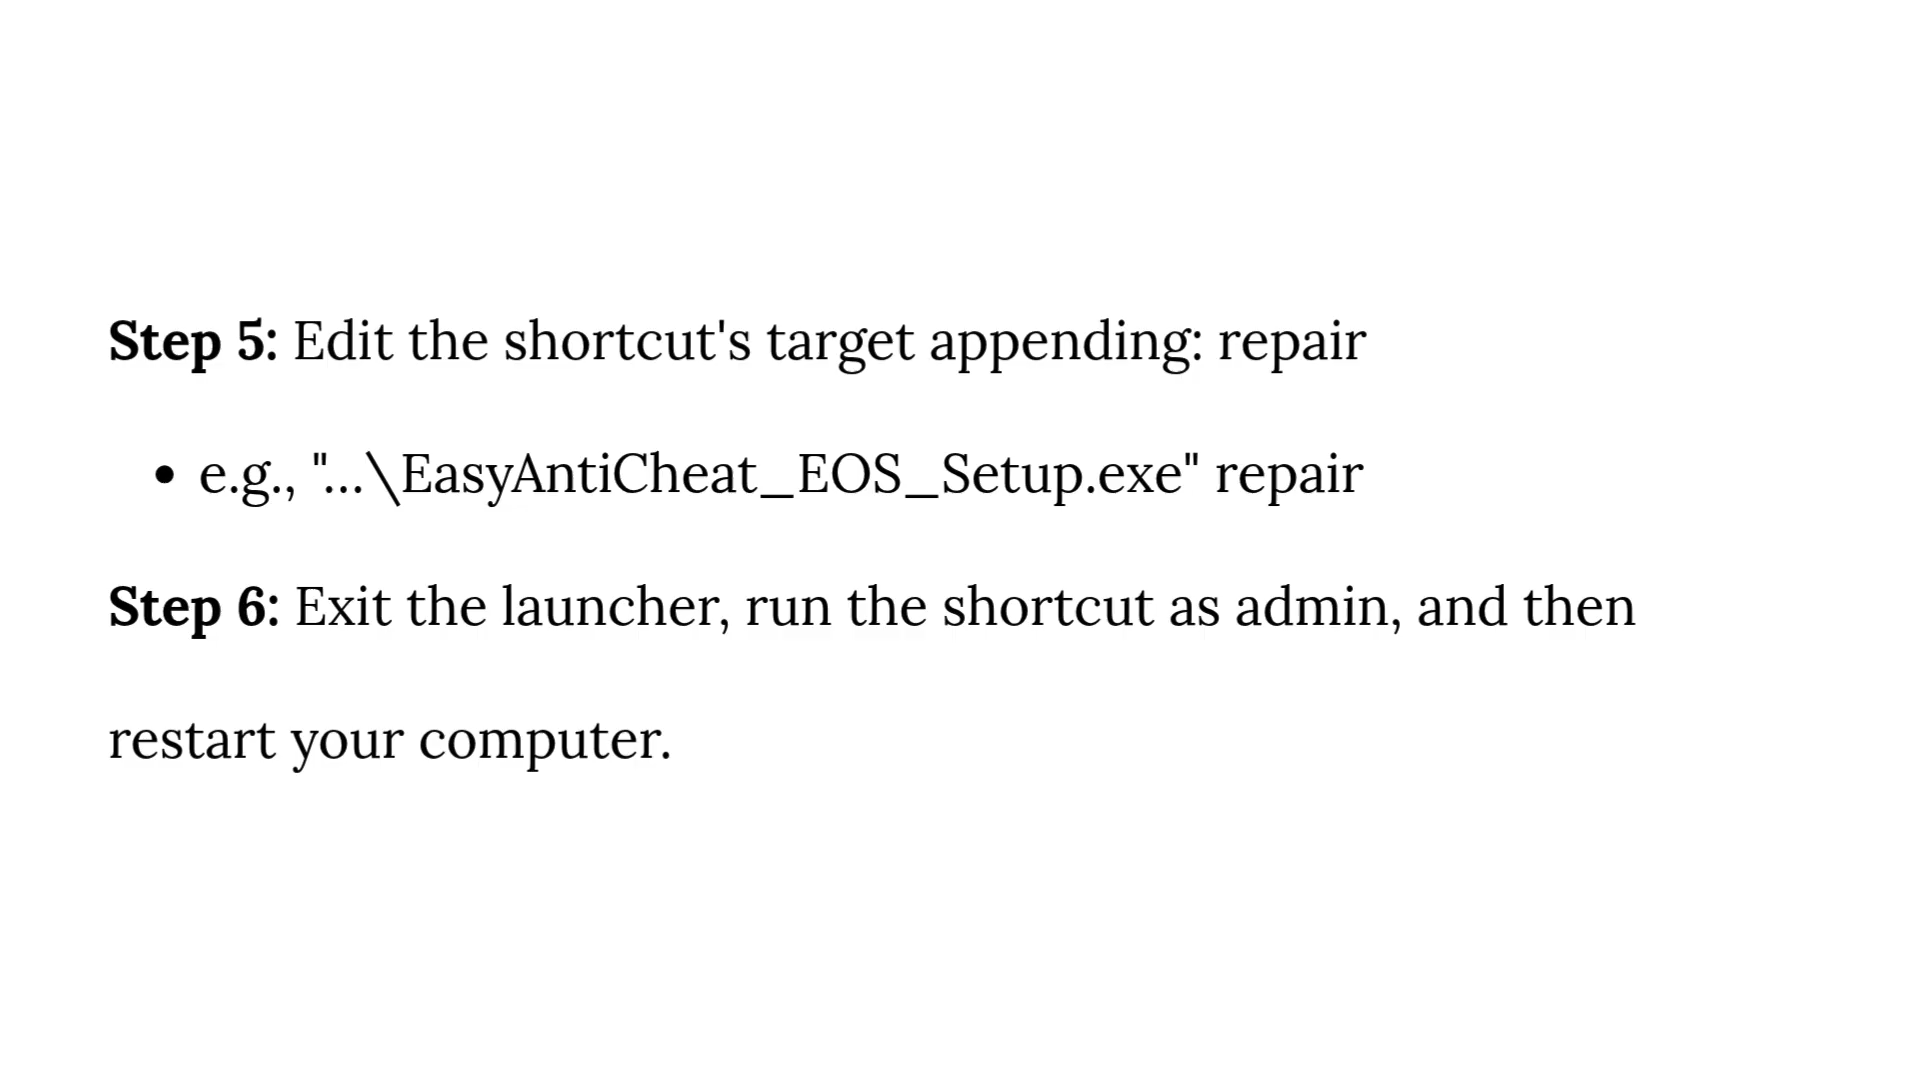 Step 5: Edit the shortcut's target appending: repair
• e.g., "...\EasyAntiCheat_EOS_Setup.exe" repair
Step 6: Exit the launcher, run the shortcut as admin, and then
restart your computer.